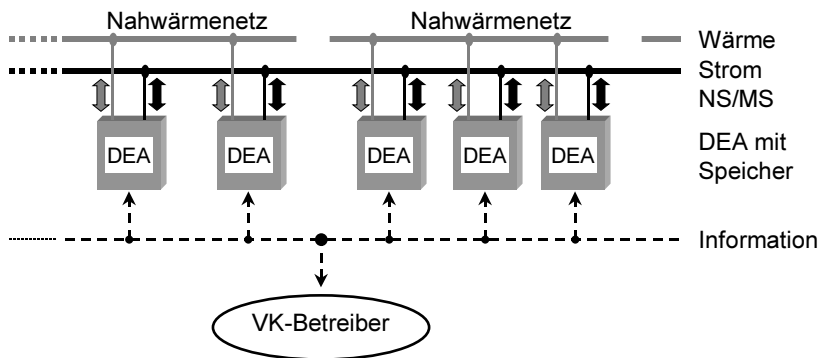 Nahwärmenetz
Nahwärmenetz
Wärme
Strom
NS/MS
DEA
DEA
DEA
DEA
DEA
DEA mit
Speicher
Information
VK-Betreiber